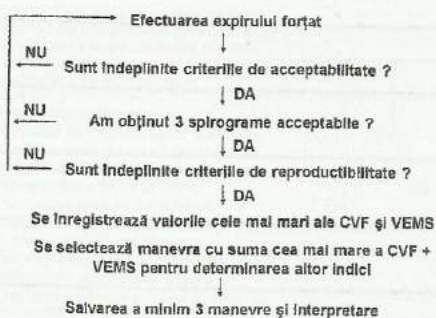 Efectuarea expirului forțat
NU
Sunt îndeplinite criteriile de acceptabilitate ?
DA
NU
Am obținut 3 spirograme acceptabile ?
DA
NU
Sunt îndeplinite criteriile de reproductibilitate ?
DA
Se înregistrează valorile cele mai mari ale CVF și VEMS
Se selectează manevra cu suma cea mai mare a CVF +
VEMS pentru determinarea altor indici
Salvarea a minim 3 manevre și interpretare